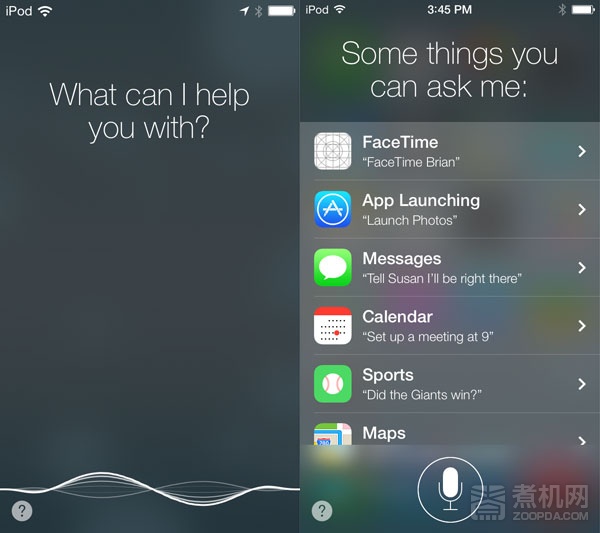 iPod
What can I help
you with?
?
iPod 3:45 PM
Some things you
can ask me:
FaceTime
“FaceTime Brian”
App Launching
“Launch Photos”
Messages
“Tell Susan I'll be right there”
Calendar
“Set up a meeting at 9”
Sports
“Did the Giants win?”
Maps
280
?
煮机网
ZOOPDA.COM